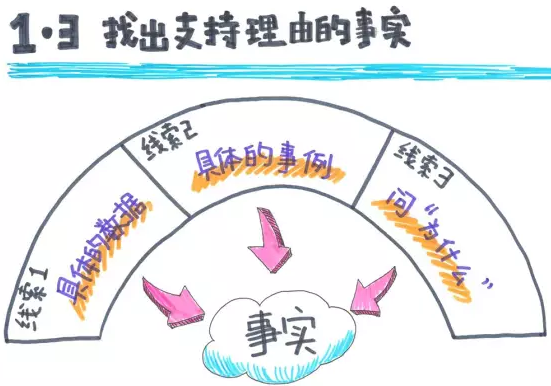 1·3 找出支持理由的事实
线索1
具体的数据
线索2
具体的事例
线索3
问“为什么”
事实